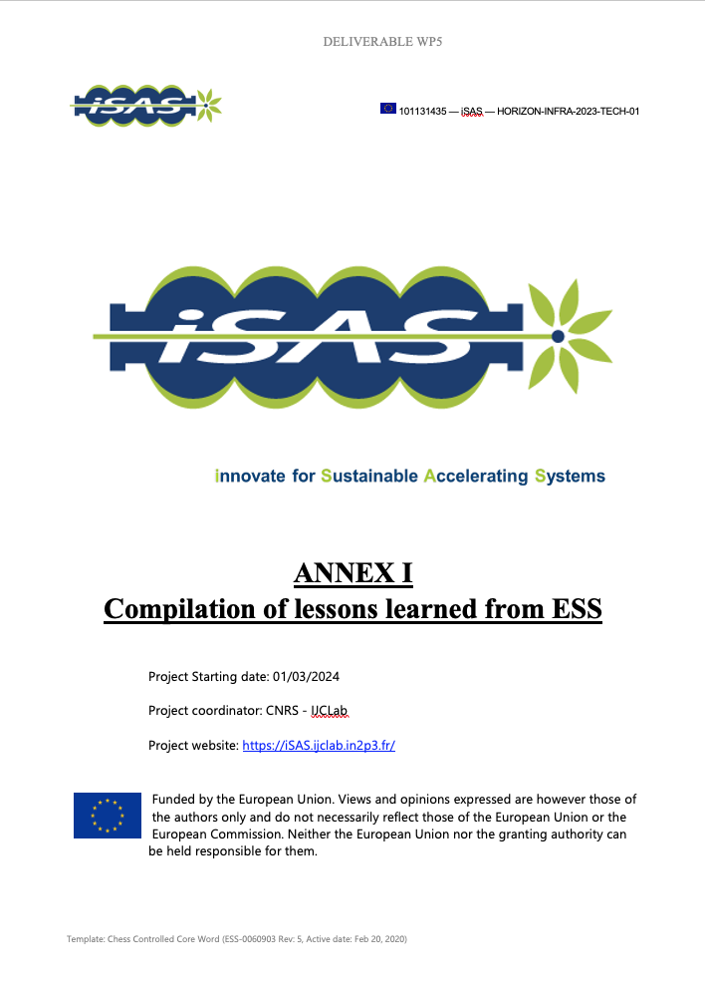 DELIVERABLE WP5
iSAS
101131435 — iSAS — HORIZON-INFRA-2023-TECH-01
iSAS
innovate for Sustainable Accelerating Systems
ANNEX I
Compilation of lessons learned from ESS
Project Starting date: 01/03/2024
Project coordinator: CNRS - IJCLab
Project website: https://iSAS.ijclab.in2p3.fr/
Funded by the European Union. Views and opinions expressed are however those of
the authors only and do not necessarily reflect those of the European Union or the
European Commission. Neither the European Union nor the granting authority can
be held responsible for them.
Template: Chess Controlled Core Word (ESS-0060903 Rev: 5, Active date: Feb 20, 2020)